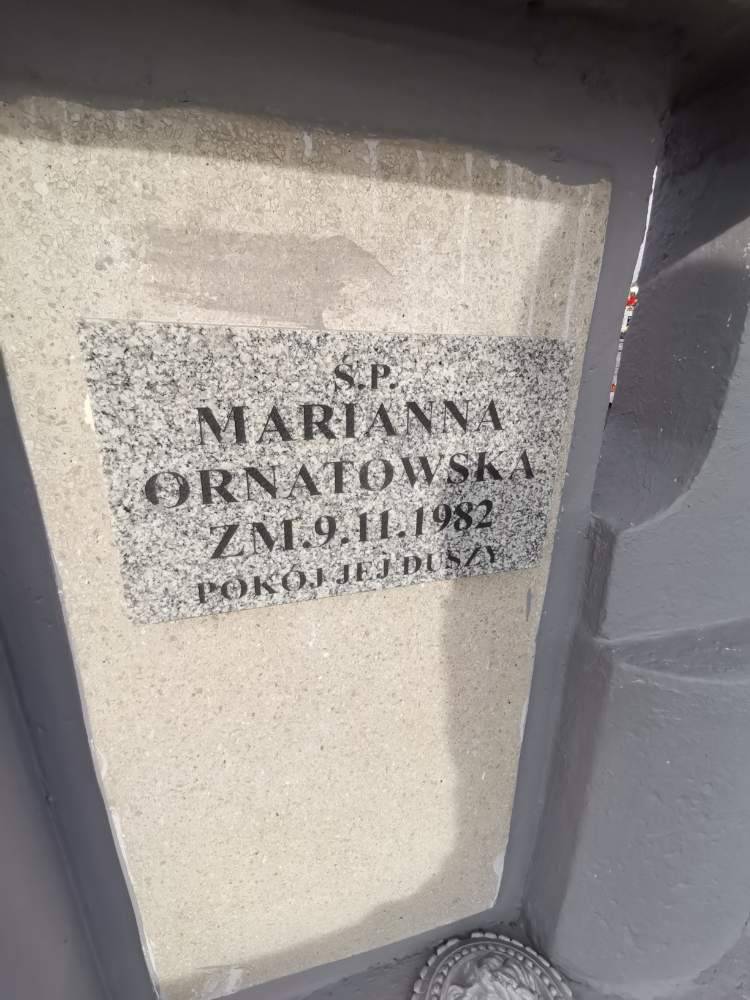 Ś.P.
MARIANNA
ORNATOWSKA
ZM.9.11.1982
POKÓJ JEJ DUSZY